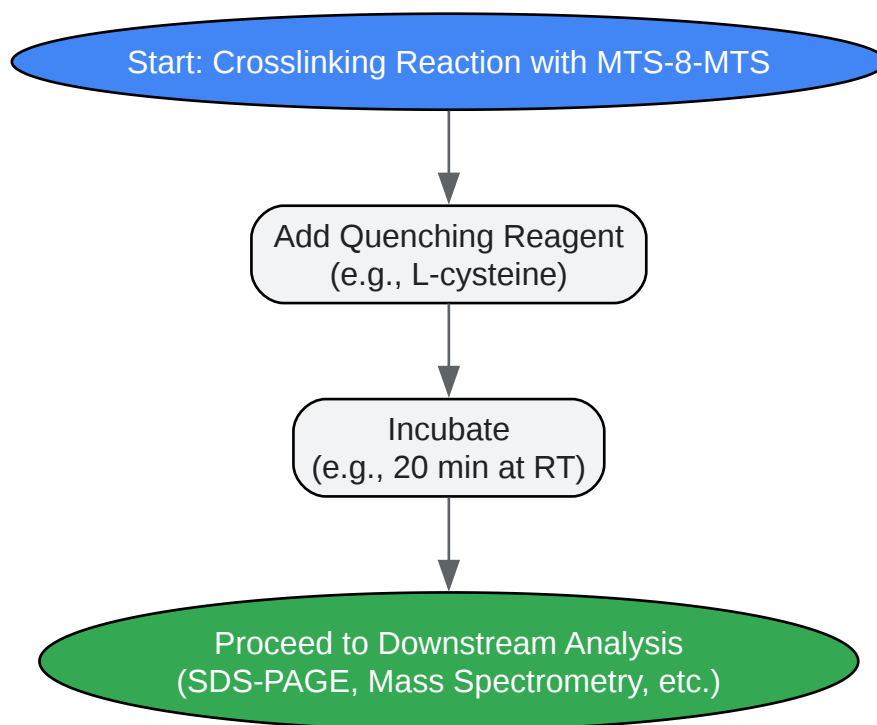 Start: Crosslinking Reaction with MTS-8-MTS
Add Quenching Reagent
(e.g., L-cysteine)
Incubate
(e.g., 20 min at RT)
Proceed to Downstream Analysis
(SDS-PAGE, Mass Spectrometry, etc.)